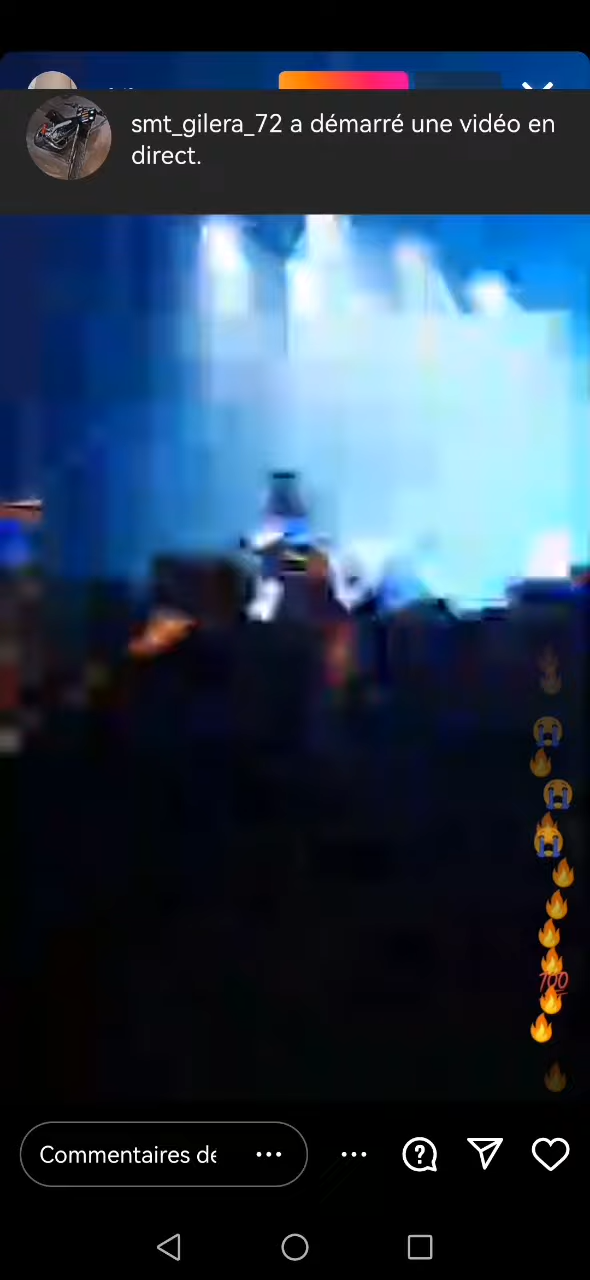 smt_gilera_72 a démarré une vidéo en
direct.
Commentaires de